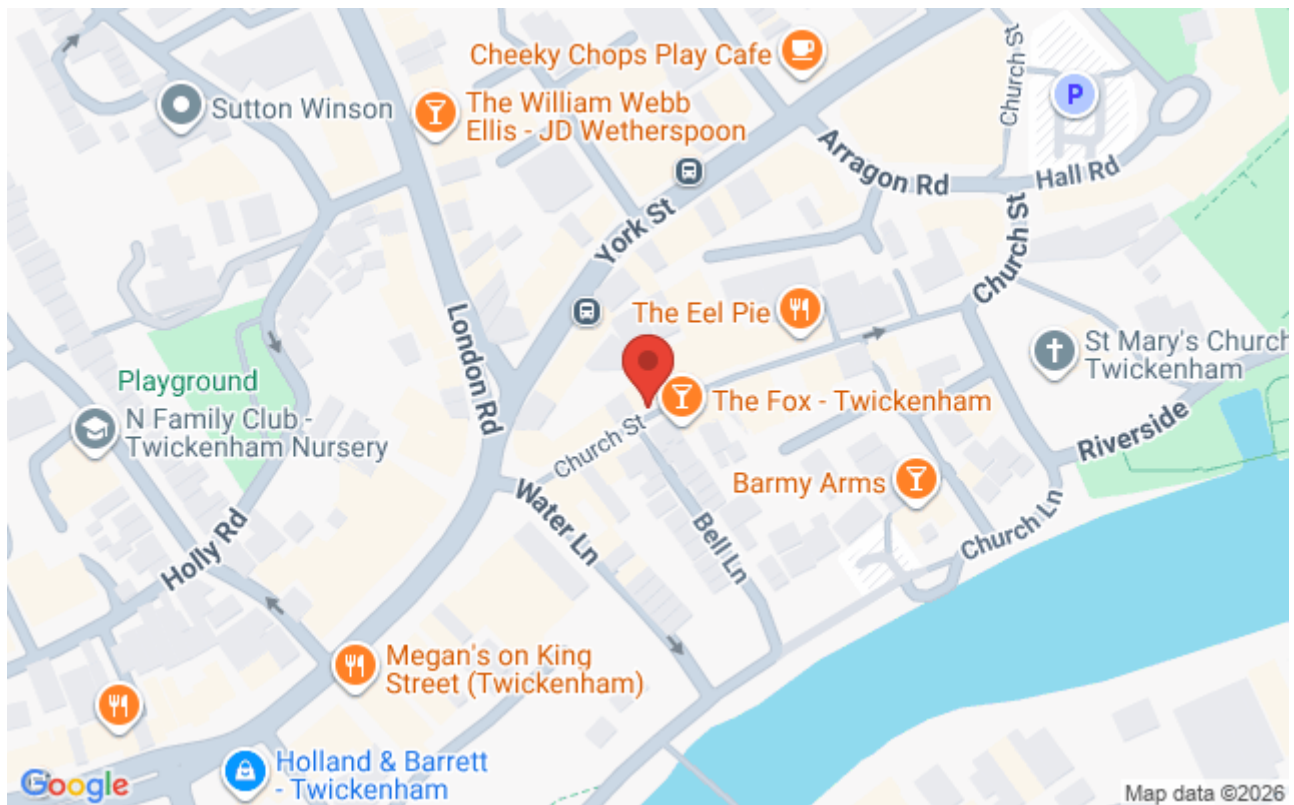 Cheeky Chops Play Cafe
Church St
P
Sutton Winson
The William Webb
Ellis - JD Wetherspoon
Arragon Rd
Hall Rd
York St
Church St
The Eel Pie
St Mary's Church
Twickenham
London Rd
Playground
N Family Club -
Twickenham Nursery
The Fox - Twickenham
Church St
Riverside
Barmy Arms
Water Ln
Bell Ln
Church Ln
Holly Rd
Megan's on King
Street (Twickenham)
Holland & Barrett
- Twickenham
Google
Map data ©2026